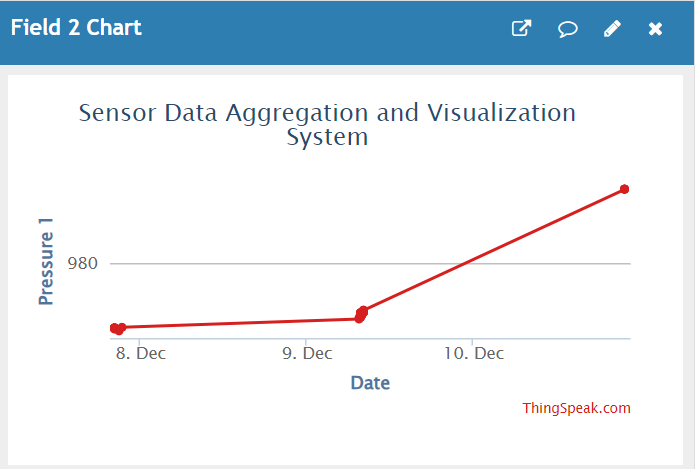 Field 2 Chart
Sensor Data Aggregation and Visualization
System
Pressure 1
980
8. Dec
9. Dec
10. Dec
Date
ThingSpeak.com